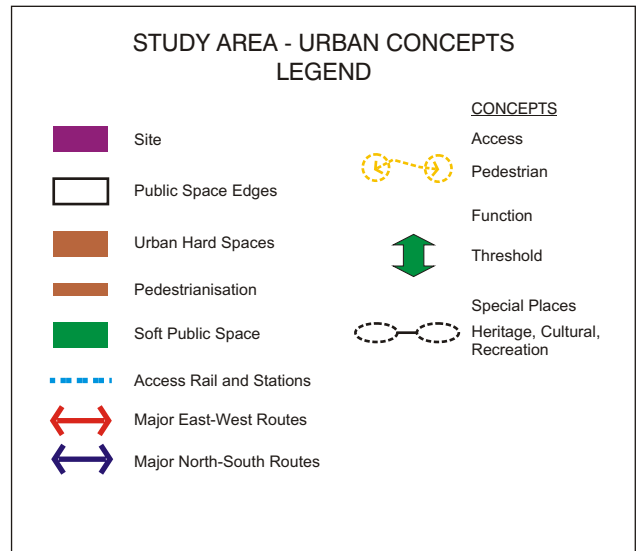 STUDY AREA - URBAN CONCEPTS
LEGEND
Site
Public Space Edges
Urban Hard Spaces
Pedestrianisation
Soft Public Space
Access Rail and Stations
Major East-West Routes
Major North-South Routes
CONCEPTS
Access
Pedestrian
Function
Threshold
Special Places
Heritage, Cultural,
Recreation